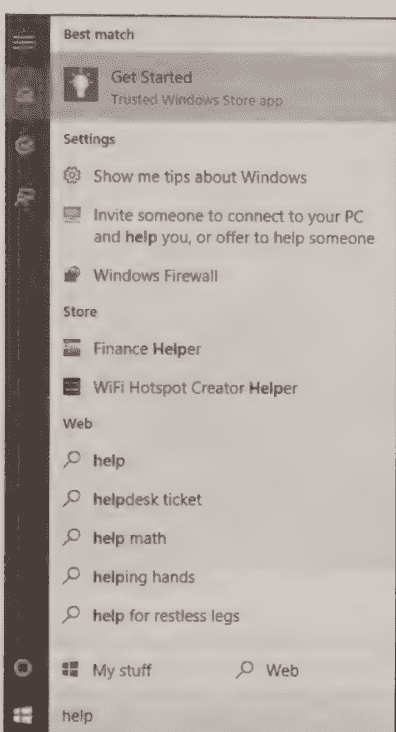 Best match
Get Started
Trusted Windows Store app
Settings
Show me tips about Windows
Invite someone to connect to your PC
and help you, or offer to help someone
Windows Firewall
Store
Finance Helper
WiFi Hotspot Creator Helper
Web
help
helpdesk ticket
help math
helping hands
help for restless legs
My stuff Web
help